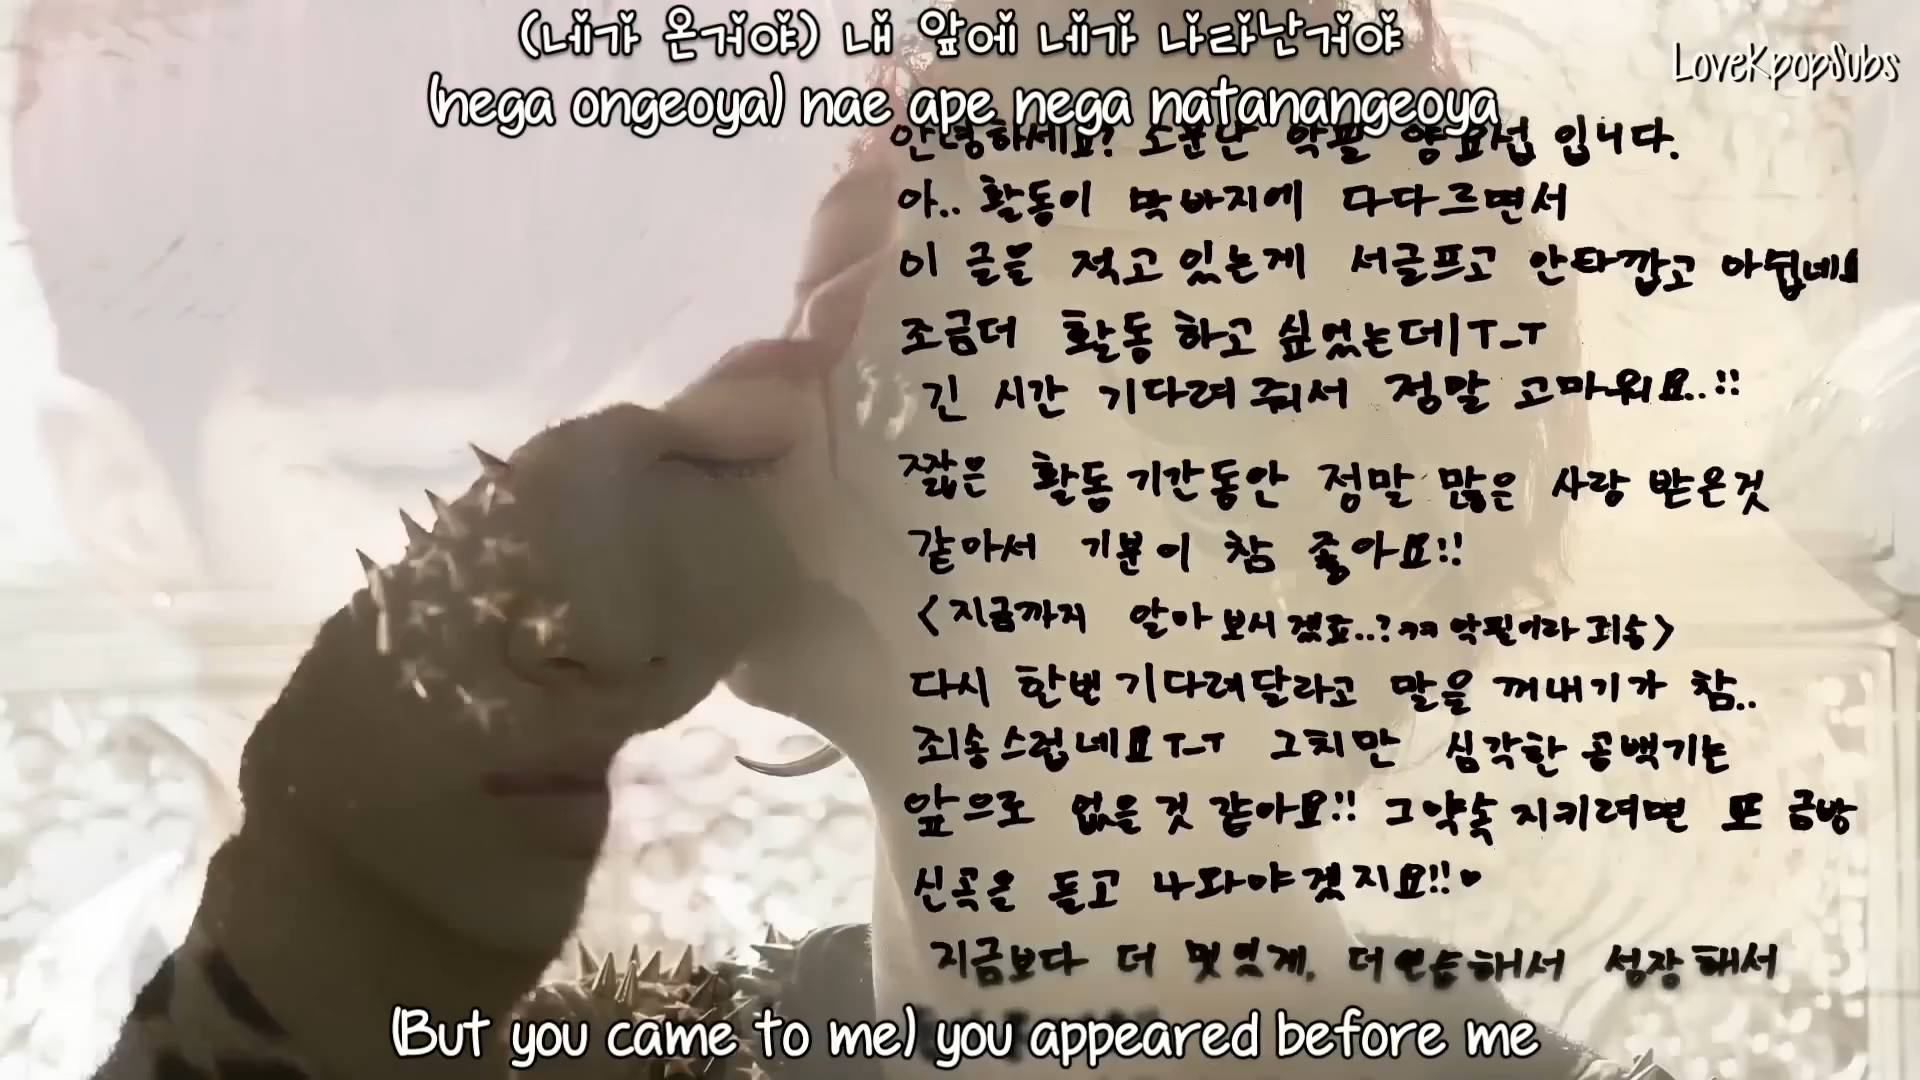 (네가 온거야) 내 앞에 네가 나타난거야
LoveKpopSubs
(nega ongeoya) nae ape nega natanangeoya
안녕하세요? 소문난 악필 양요섭 입니다.
아.. 활동이 막바지에 다다르면서
이 글을 적고 있는게 서글프고 안타깝고 아쉽네요
조금더 활동 하고 싶었는데 T_T
긴 시간 기다려 줘서 정말 고마워요..!!
짧은 활동 기간동안 정말 많은 사랑 받은것
같아서 기분이 참 좋아요!!
<지금까지 알아 보시겠죠..?ㅋㅋ 악필이라 죄송>
다시 한번 기다려달라고 말을 꺼내기가 참..
죄송스럽네요 T_T 그치만 심각한 공백기는
앞으로 없을 것 같아요!! 그약속 지키려면 또 금방
신곡을 들고 나와야겠지요!!♥
지금보다 더 멋있게, 더연습해서 성장해서
(But you came to me) you appeared before me